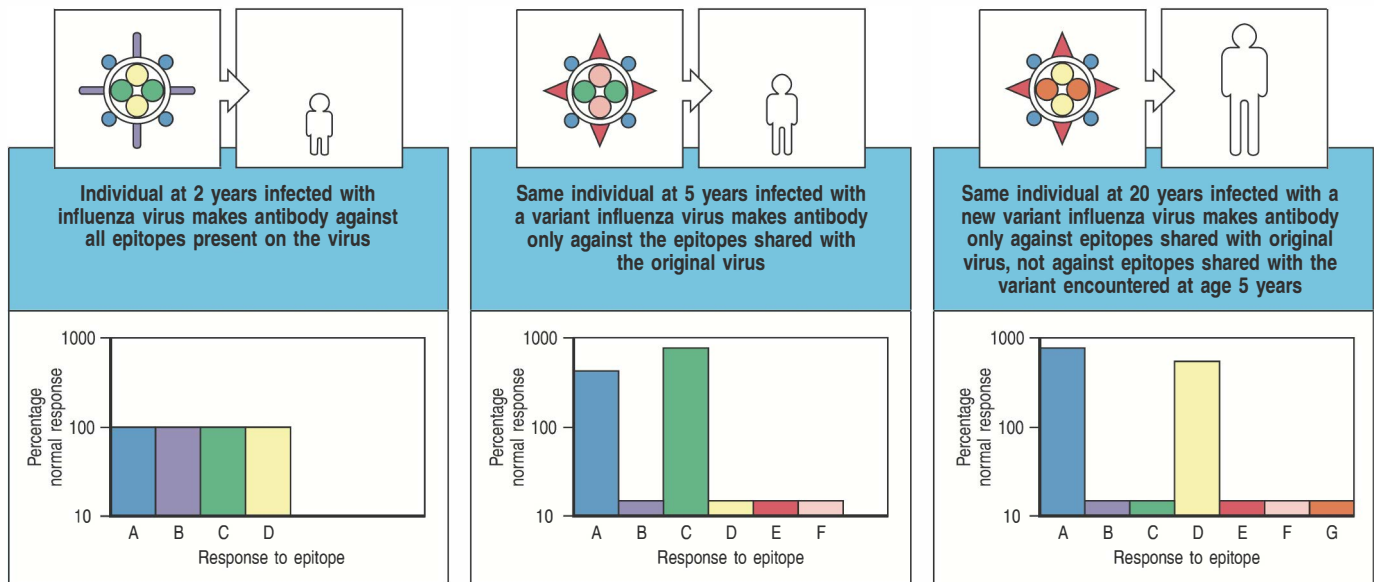 Individual at 2 years infected with
influenza virus makes antibody against
all epitopes present on the virus
Percentage
normal response
1000
100
10
A B C D
Response to epitope
Same individual at 5 years infected with
a variant influenza virus makes antibody
only against the epitopes shared with
the original virus
Percentage
normal response
1000
100
10
A B C D E F
Response to epitope
Same individual at 20 years infected with a
new variant influenza virus makes antibody
only against epitopes shared with original
virus, not against epitopes shared with the
variant encountered at age 5 years
Percentage
normal response
1000
100
10
A B C D E F G
Response to epitope